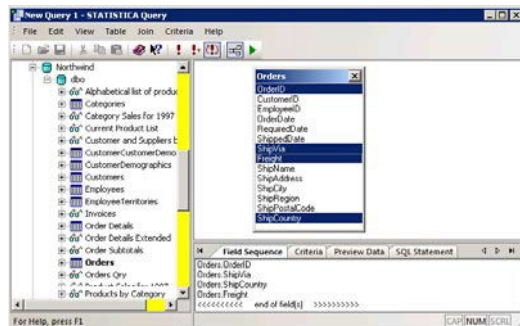 New Query 1 - STATISTICA Query
File Edit View Table Join Criteria Help
Northwind
dbo
Alphabetical list of produc
Categories
Category Sales for 1997
Current Product List
Customer and Suppliers b
CustomerCustomerDemo
CustomerDemographics
Customers
Employees
EmployeeTerritories
Invoices
Order Details
Order Details Extended
Order Subtotals
Orders
Orders Qry
Products by Category
Orders
OrderID
CustomerID
EmployeeID
OrderDate
RequiredDate
ShippedDate
ShipVia
Freight
ShipName
ShipAddress
ShipCity
ShipRegion
ShipPostalCode
ShipCountry
Field Sequence Criteria Preview Data SQL Statement
Orders.OrderID
Orders.ShipVia
Orders.ShipCountry
Orders.Freight
<<<<<<<<<< end of field(s) >>>>>>>>>>
For Help, press F1
CAP NUM SCRL